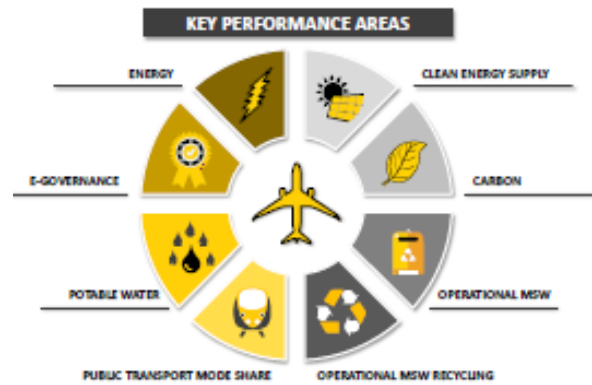 KEY PERFORMANCE AREAS
ENERGY
CLEAN ENERGY SUPPLY
E-GOVERNANCE
CARBON
POTABLE WATER
OPERATIONAL MSW
PUBLIC TRANSPORT MODE SHARE
OPERATIONAL MSW RECYCLING